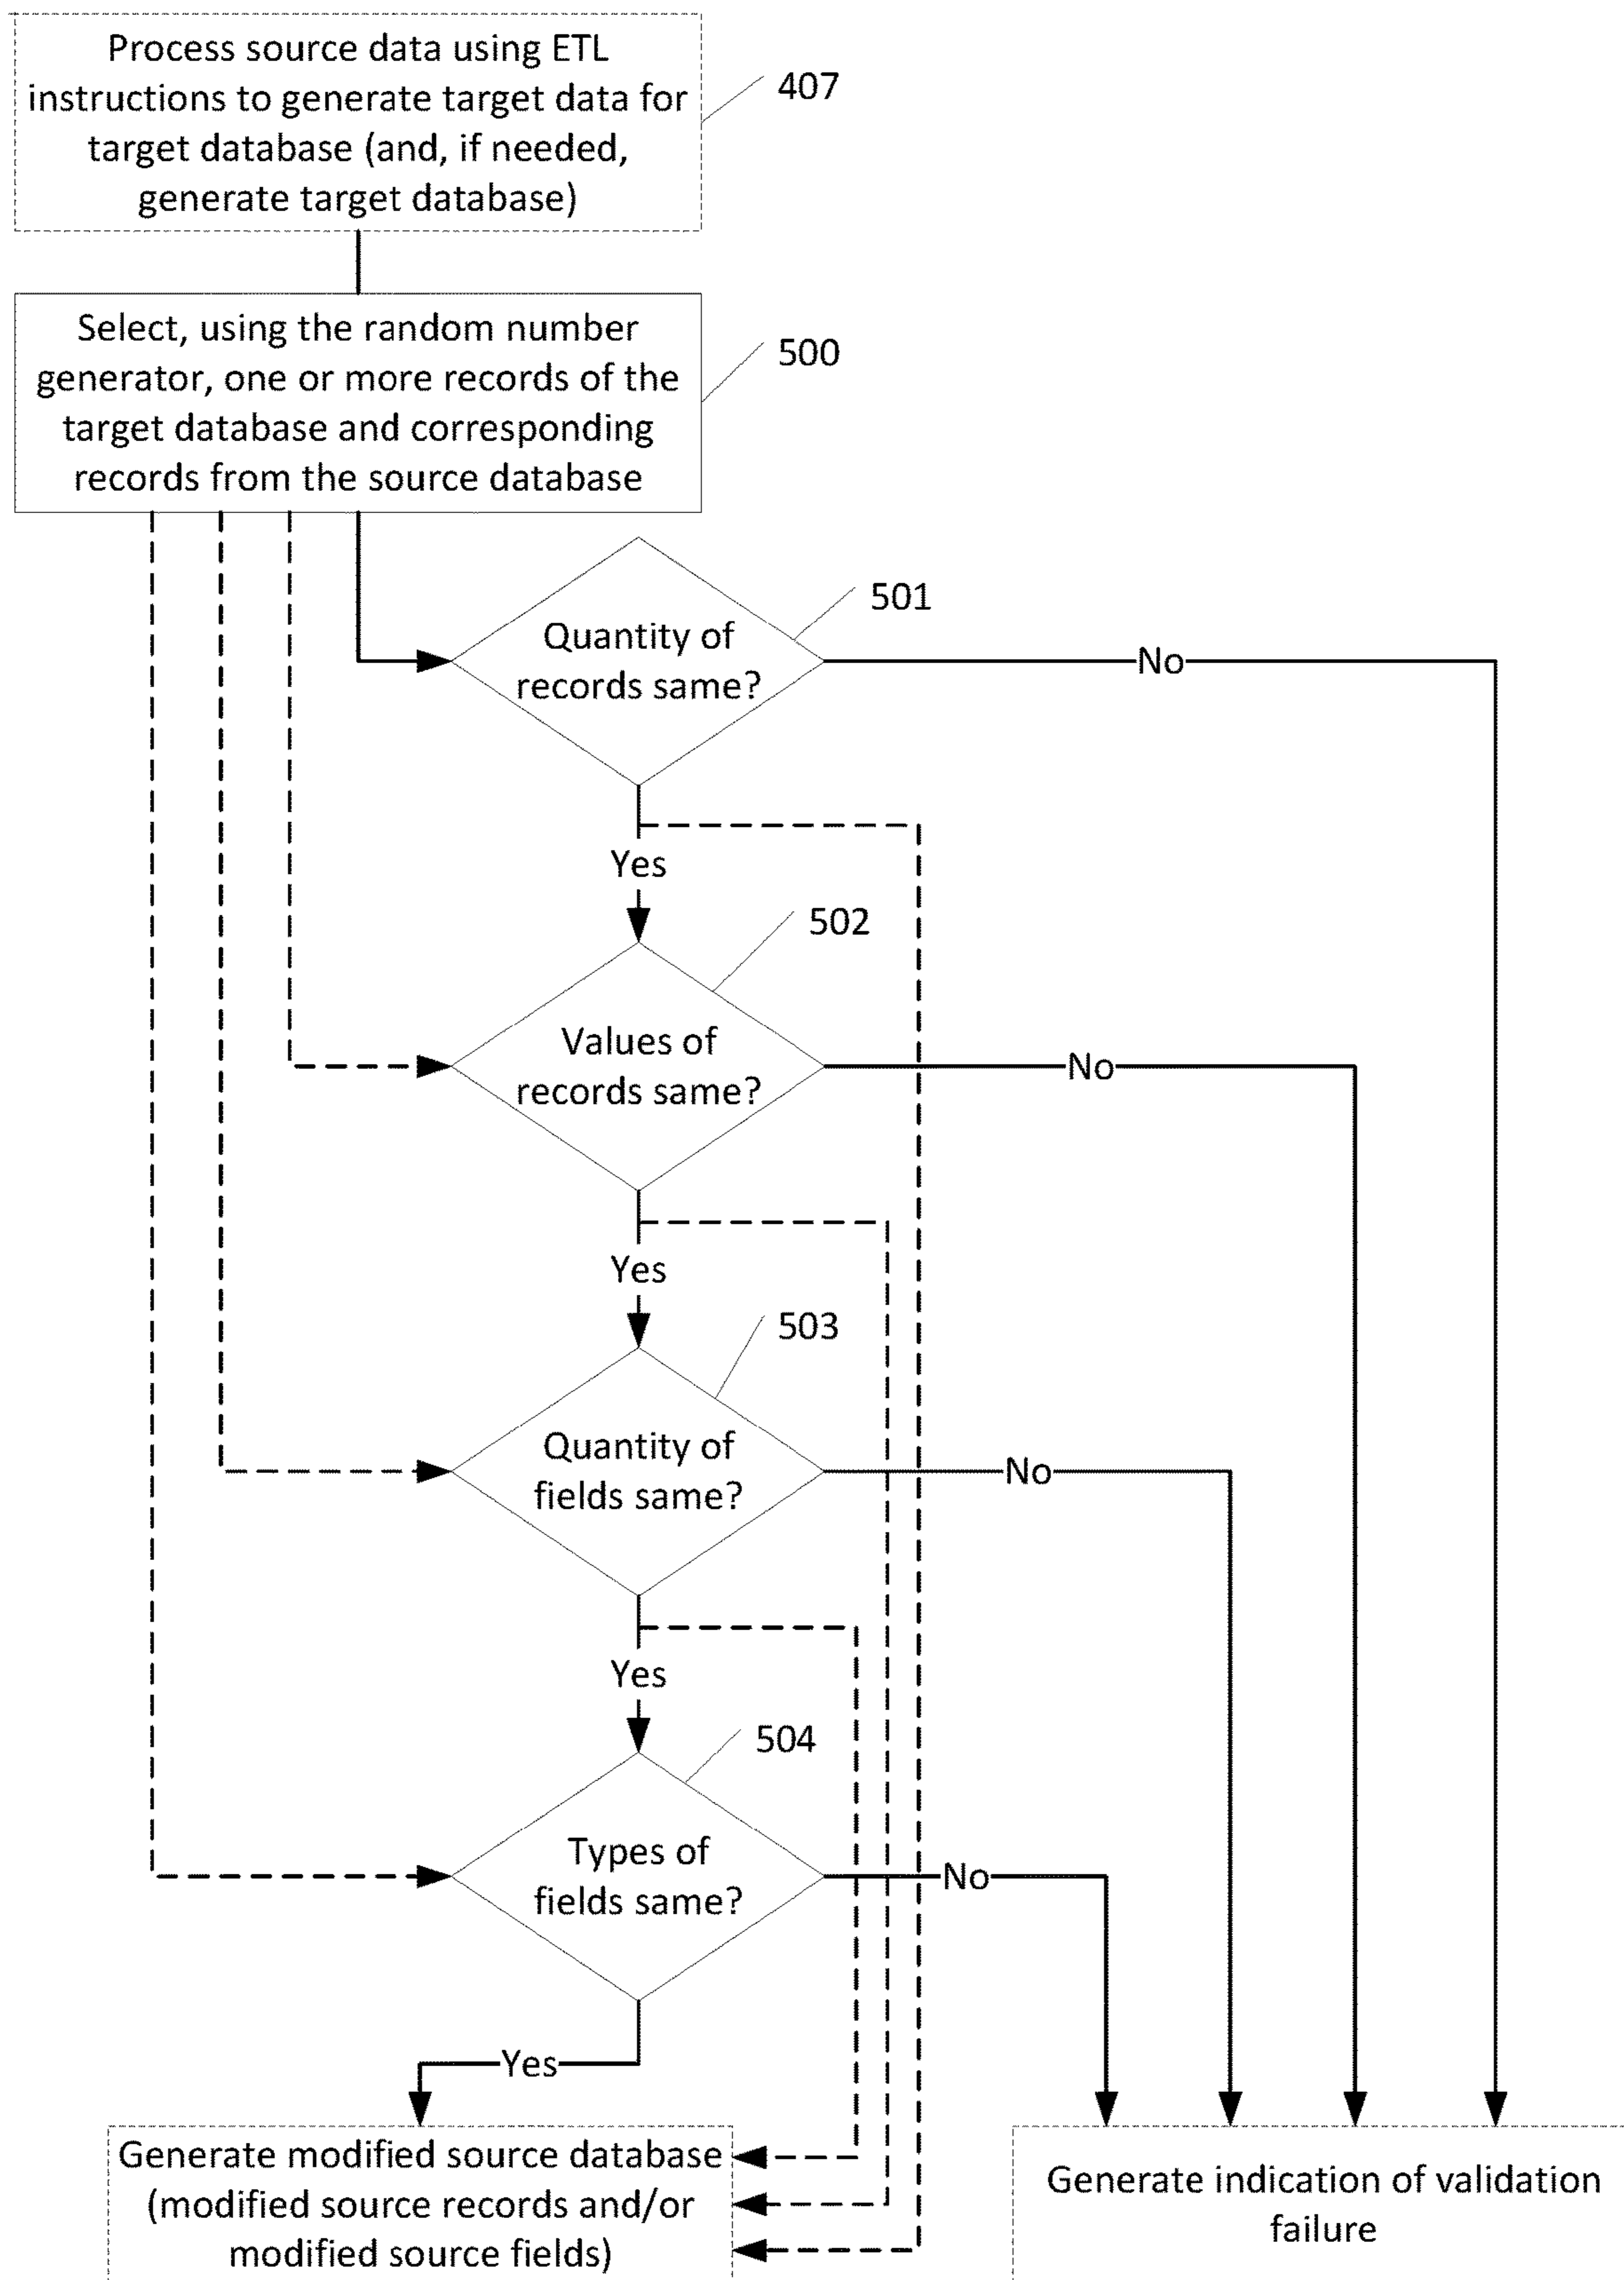 Process source data using ETL
instructions to generate target data for
target database (and, if needed,
generate target database)
407
Select, using the random number
generator, one or more records of the
target database and corresponding
records from the source database
500
501
Quantity of
records same?
No
Yes
502
Values of
records same?
No
Yes
503
Quantity of
fields same?
No
Yes
504
Types of
fields same?
No
Yes
Generate modified source database
(modified source records and/or
modified source fields)
Generate indication of validation
failure